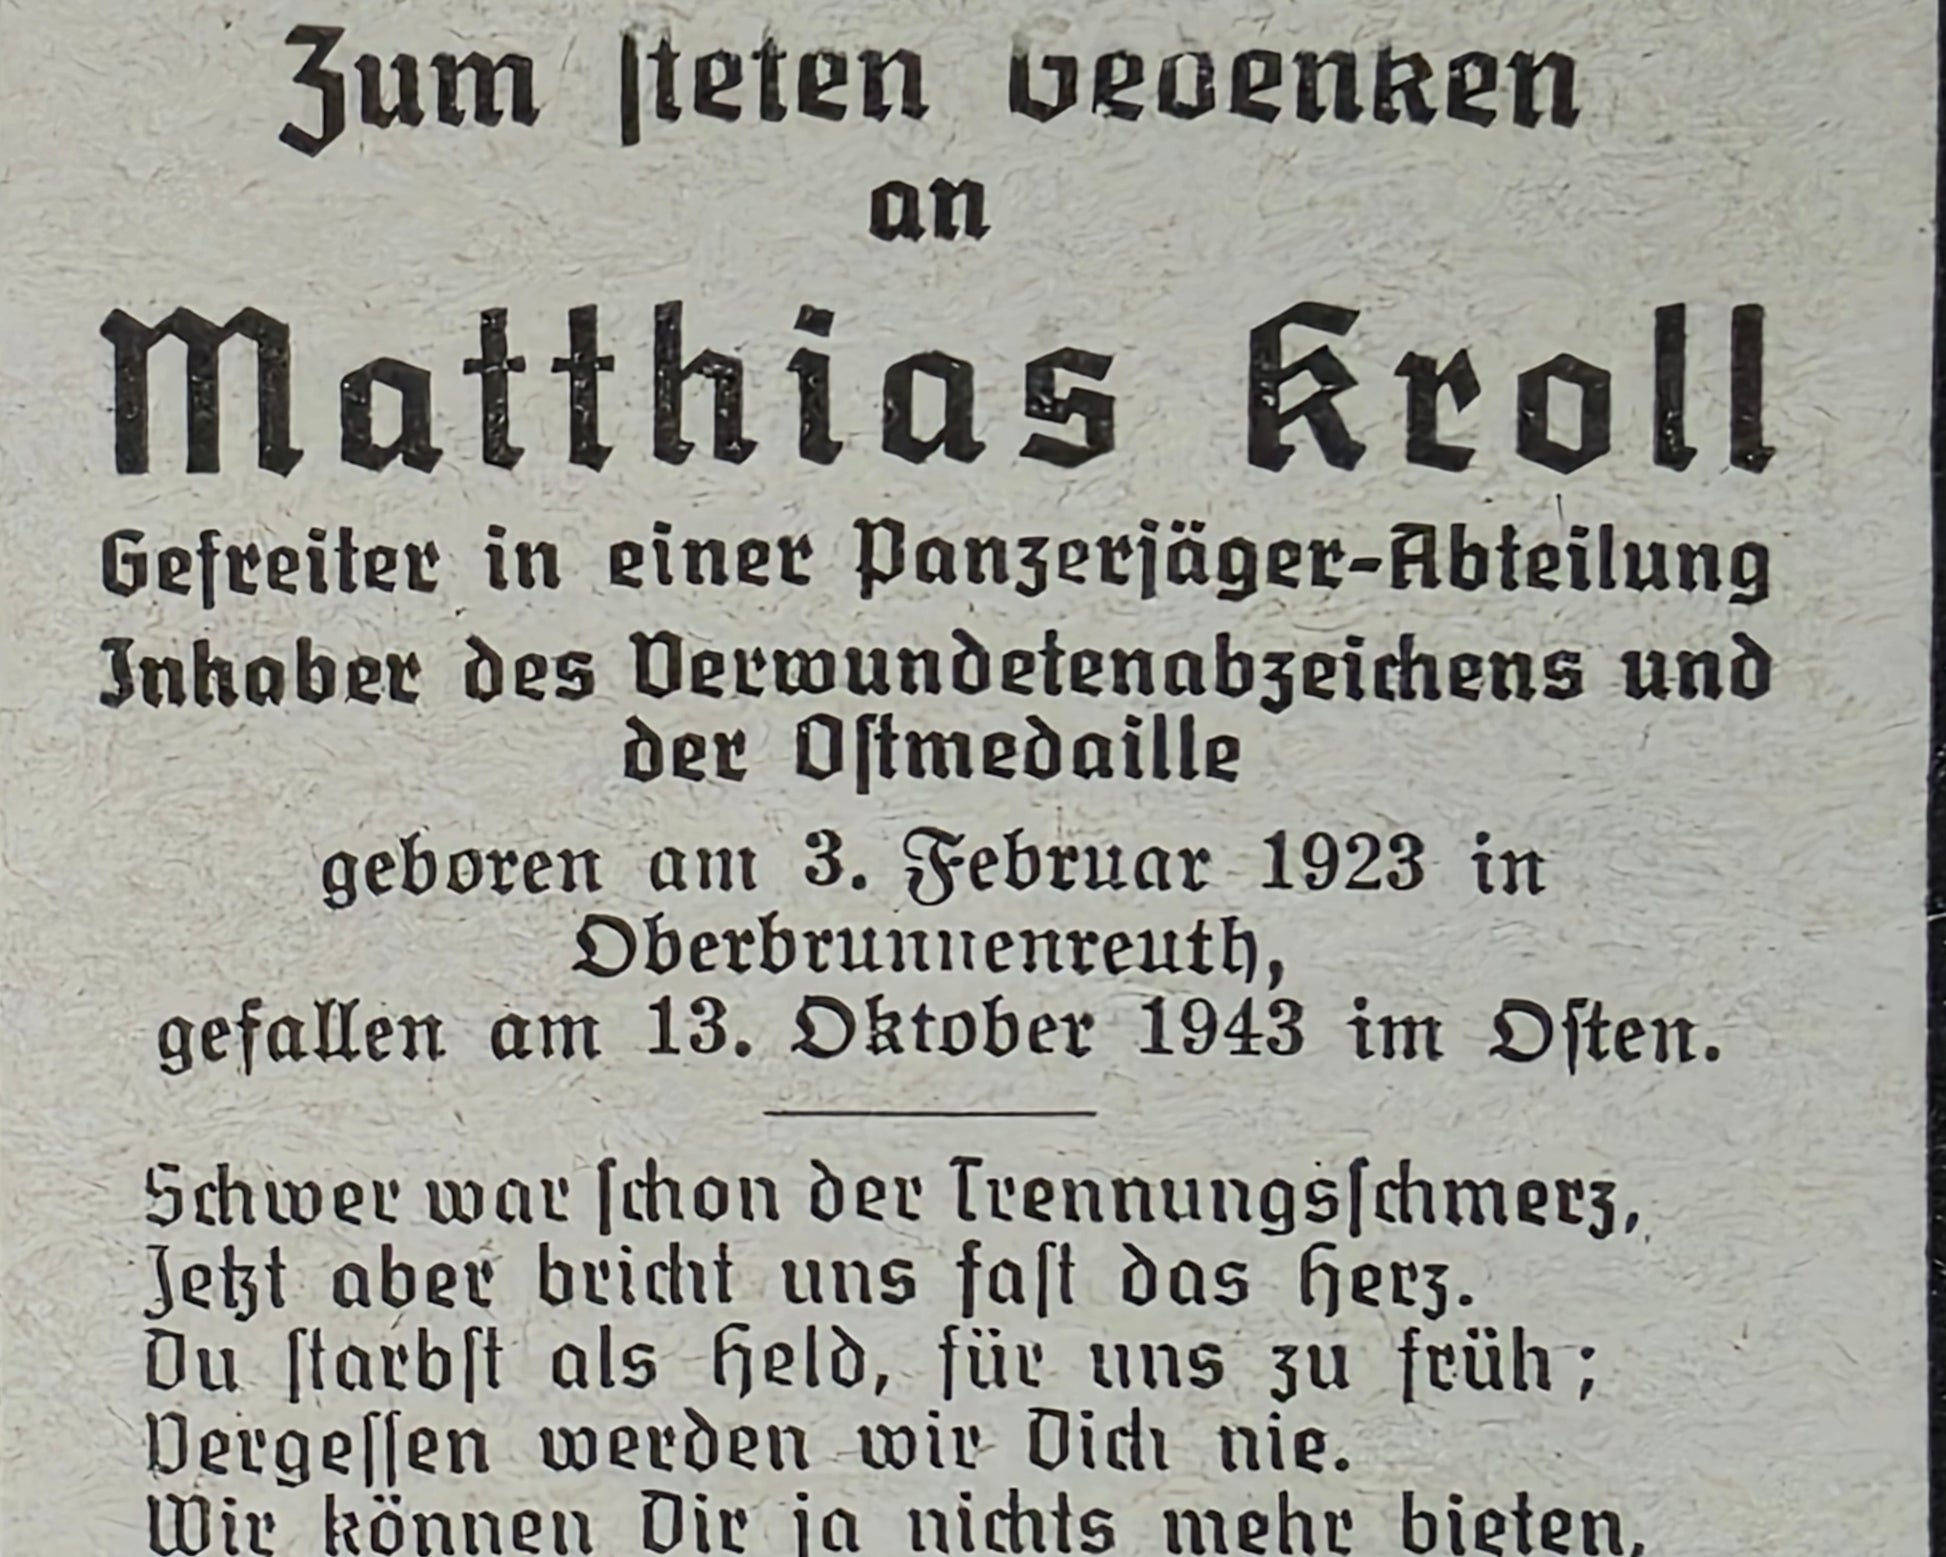 Zum ſteten Gedenken
an
Matthias Kroll
Gefreiter in einer Panzerjäger-Abteilung
Inhaber des Verwundetenabzeichens und
der Oſtmedaille
geboren am 3. Februar 1923 in
Oberbrunnenreuth,
gefallen am 13. Oktober 1943 im Oſten.
Schwer war ſchon der Trennungsſchmerz,
Jetzt aber bricht uns faſt das Herz.
Du ſtarbſt als Held, für uns zu früh;
Vergeſſen werden wir Dich nie.
Wir können Dir ja nichts mehr bieten,